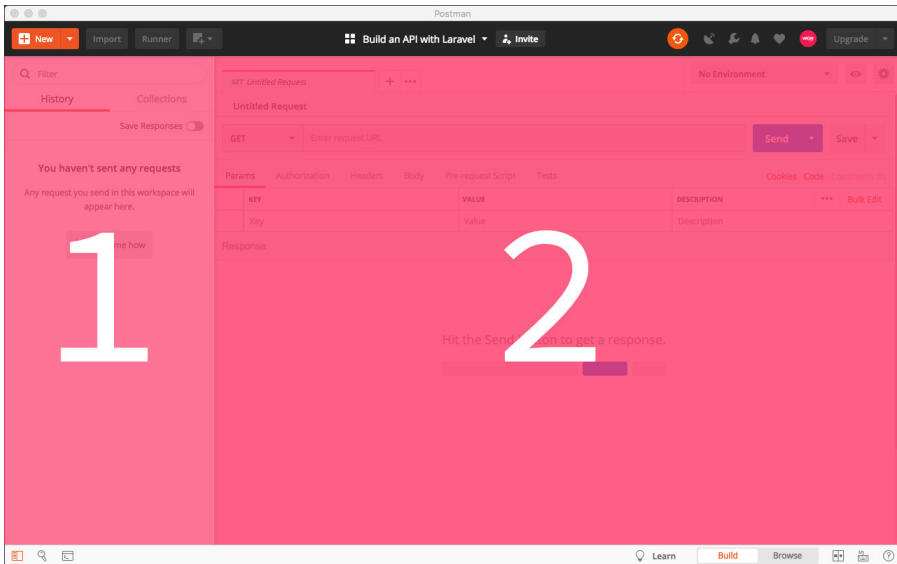 Postman
New Import Runner Build an API with Laravel Invite Upgrade
Filter
GET Untitled Request
No Environment
History Collections
Untitled Request
Save Responses
GET Enter request URL Send Save
You haven't sent any requests
Any request you send in this workspace will
appear here.
me how
Params Authorization Headers Body Pre-request Script Tests Cookies Code Comments (0)
KEY VALUE DESCRIPTION Bulk Edit
Key Value Description
Response
1
2
Hit the Send button to get a response.
Learn Build Browse